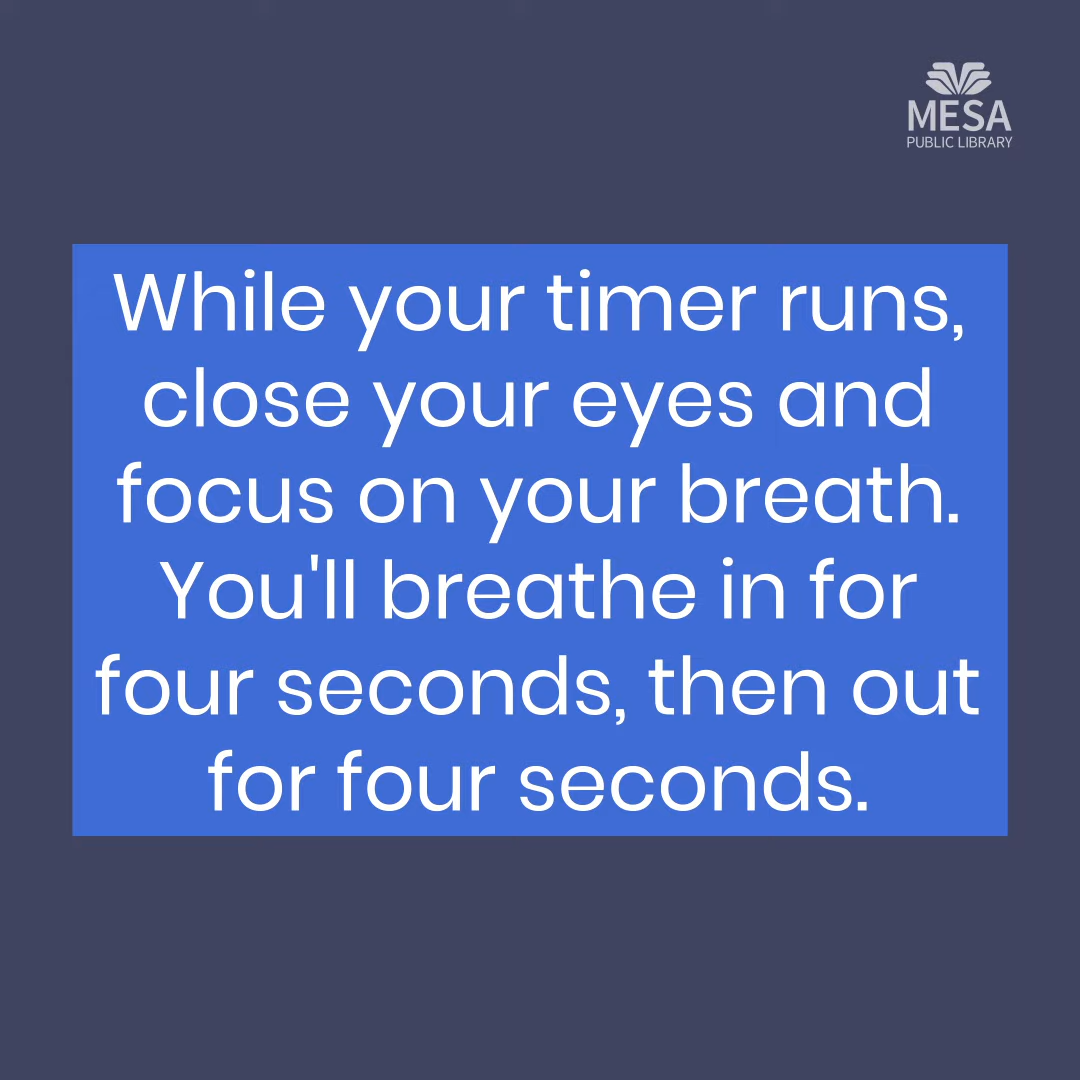 MESA
PUBLIC LIBRARY
While your timer runs,
close your eyes and
focus on your breath.
You'll breathe in for
four seconds, then out
for four seconds.